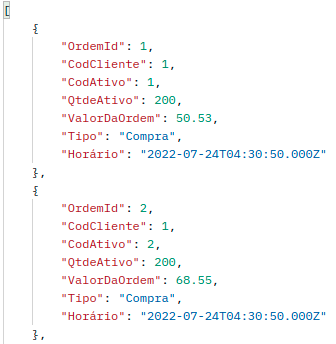 [
{
"OrdemId": 1,
"CodCliente": 1,
"CodAtivo": 1,
"QtdeAtivo": 200,
"ValorDaOrdem": 50.53,
"Tipo": "Compra",
"Horário": "2022-07-24T04:30:50.000Z"
},
{
"OrdemId": 2,
"CodCliente": 1,
"CodAtivo": 2,
"QtdeAtivo": 200,
"ValorDaOrdem": 68.55,
"Tipo": "Compra",
"Horário": "2022-07-24T04:30:50.000Z"
},